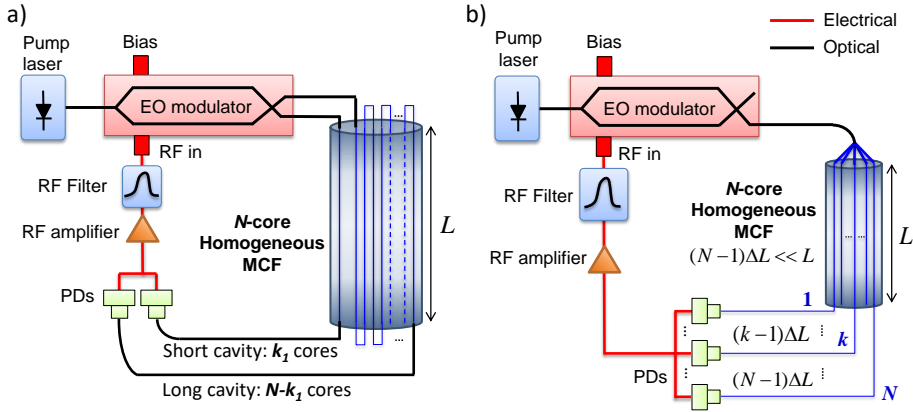 a)
Pump
laser
Bias
EO modulator
RF in
RF Filter
RF amplifier
PDs
N-core
Homogeneous
MCF
L
...
...
Short cavity: k₁ cores
Long cavity: N-k₁ cores
b)
Electrical
Optical
Pump
laser
Bias
EO modulator
RF in
RF Filter
RF amplifier
N-core
Homogeneous
MCF
(N−1)ΔL << L
L
... ...
1
(k−1)ΔL
k
PDs
(N−1)ΔL
N